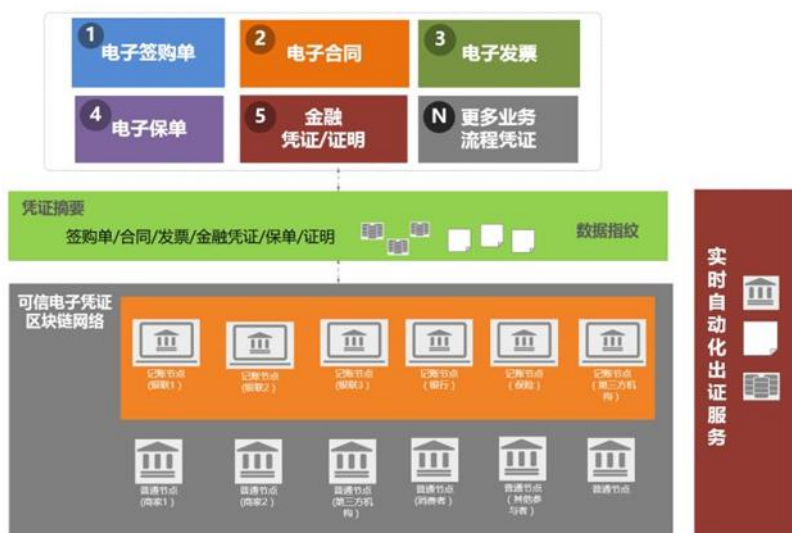 1
电子签购单
2
电子合同
3
电子发票
4
电子保单
5
金融
凭证/证明
N
更多业务
流程凭证
凭证摘要
签购单/合同/发票/金融凭证/保单/证明
数据指纹
可信电子凭证
区块链网络
记账节点
(银联1)
记账节点
(银联2)
记账节点
(银联3)
记账节点
(银行)
记账节点
(保险)
记账节点
(第三方机
构)
普通节点
(商家1)
普通节点
(商家2)
普通节点
(第三方机
构)
普通节点
(消费者)
普通节点
(其他参
与者)
普通节点
实时自动化出证服务